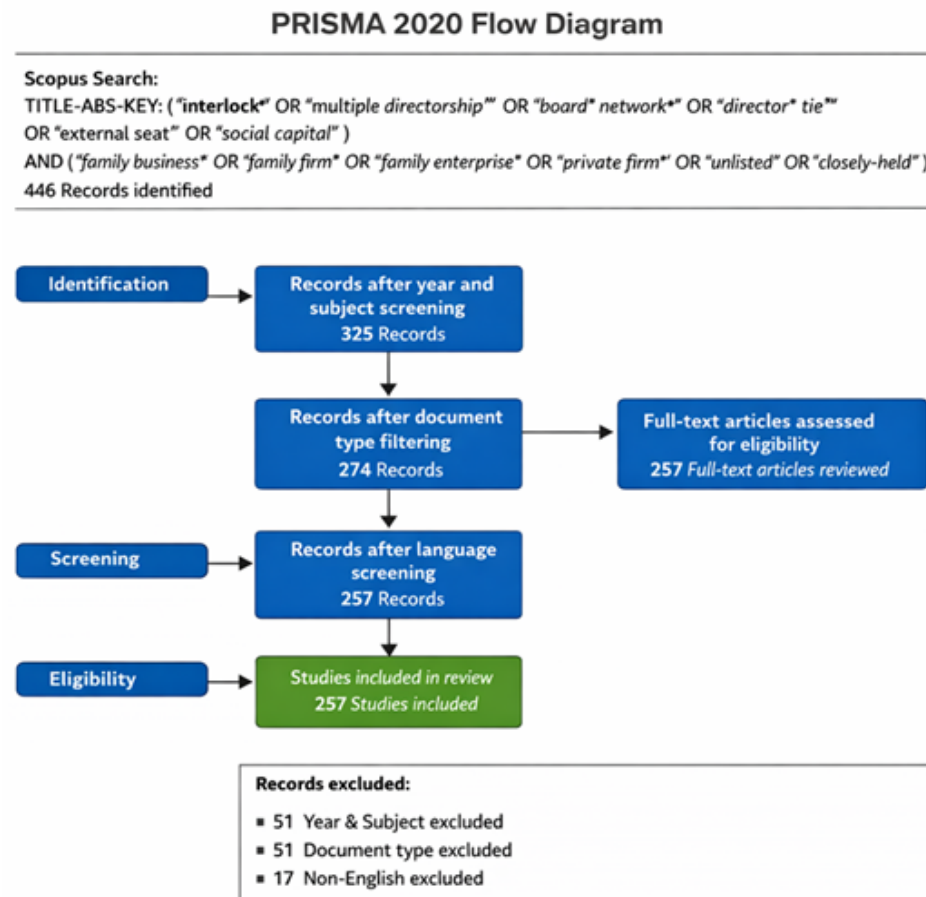 PRISMA 2020 Flow Diagram
Scopus Search:
TITLE-ABS-KEY: ( "interlock*" OR "multiple directorship*" OR "board* network*" OR "director* tie*"
OR "external seat" OR "social capital" )
AND ( "family business* OR "family firm* OR "family enterprise* OR "private firm*' OR "unlisted" OR "closely-held" )
446 Records identified
Identification
Records after year and
subject screening
325 Records
Records after document
type filtering
274 Records
Full-text articles assessed
for eligibility
257 Full-text articles reviewed
Screening
Records after language
screening
257 Records
Eligibility
Studies included in review
257 Studies included
Records excluded:
▪ 51 Year & Subject excluded
▪ 51 Document type excluded
▪ 17 Non-English excluded